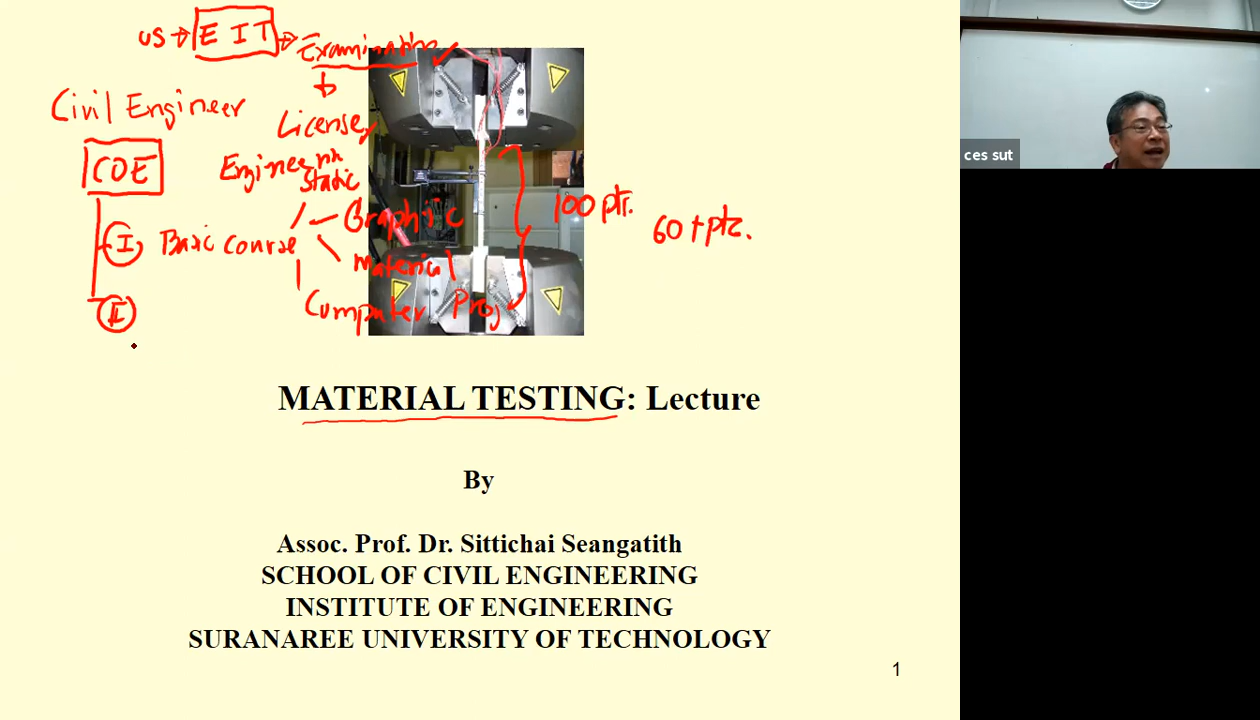 US → EIT → Examination
Civil Engineer
License
COE
Engineering
Static
I Basic course
Graphic
Material
Computer Prog
II
100 pts.
60+ pts.
ces sut
MATERIAL TESTING: Lecture
By
Assoc. Prof. Dr. Sittichai Seangatith
SCHOOL OF CIVIL ENGINEERING
INSTITUTE OF ENGINEERING
SURANAREE UNIVERSITY OF TECHNOLOGY
1